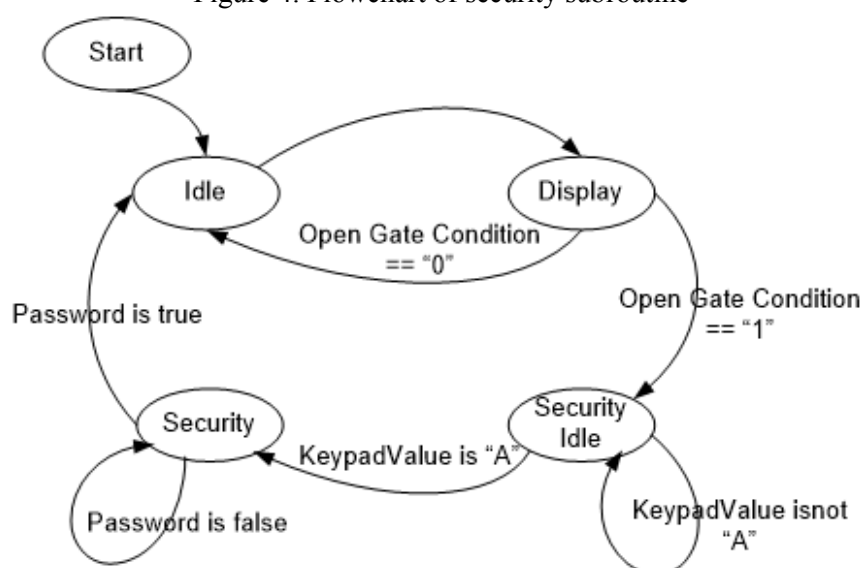 Figure 4. Flowchart of security subroutine
Start
Idle
Display
Open Gate Condition
== “0”
Open Gate Condition
== “1”
Password is true
Security
Security
Idle
KeypadValue is “A”
Password is false
KeypadValue isnot
“A”